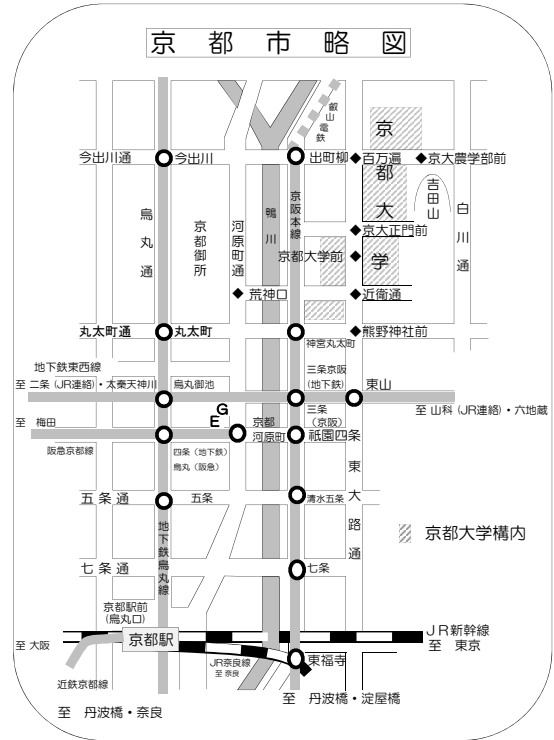 京都市略図
叡山電鉄
京都大学
今出川通
今出川
出町柳
百万遍
京大農学部前
烏丸通
京都御所
河原町通
鴨川
京阪本線
吉田山
白川通
京大正門前
京都大学前
荒神口
近衛通
丸太町通
丸太町
熊野神社前
神宮丸太町
地下鉄東西線
至 二条（JR連絡）・太秦天神川
烏丸御池
三条京阪
（地下鉄）
東山
三条
（京阪）
至 山科（JR連絡）・六地蔵
G
E
至 梅田
京都
河原町
祇園四条
阪急京都線
四条（地下鉄）
烏丸（阪急）
東大路通
五条通
五条
清水五条
地下鉄烏丸線
京都大学構内
七条通
七条
京都駅前
（烏丸口）
京都駅
JR新幹線
至 大阪
至 東京
JR奈良線
至 奈良
東福寺
近鉄京都線
至 丹波橋・奈良
至 丹波橋・淀屋橋